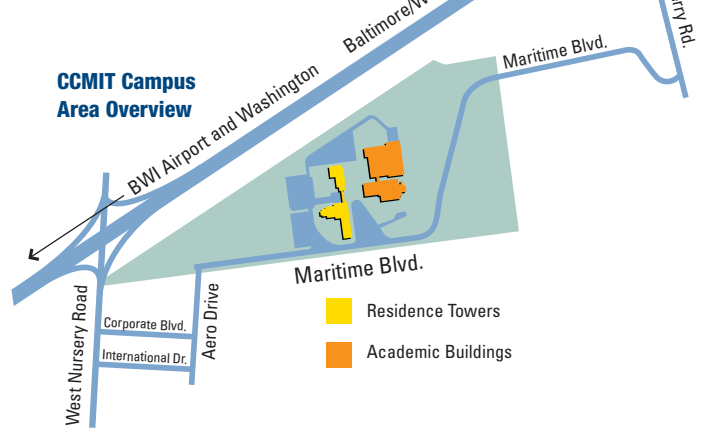 Baltimore/W
rry Rd.
Maritime Blvd.
CCMIT Campus
Area Overview
BWI Airport and Washington
Maritime Blvd.
West Nursery Road
Corporate Blvd.
International Dr.
Aero Drive
Residence Towers
Academic Buildings